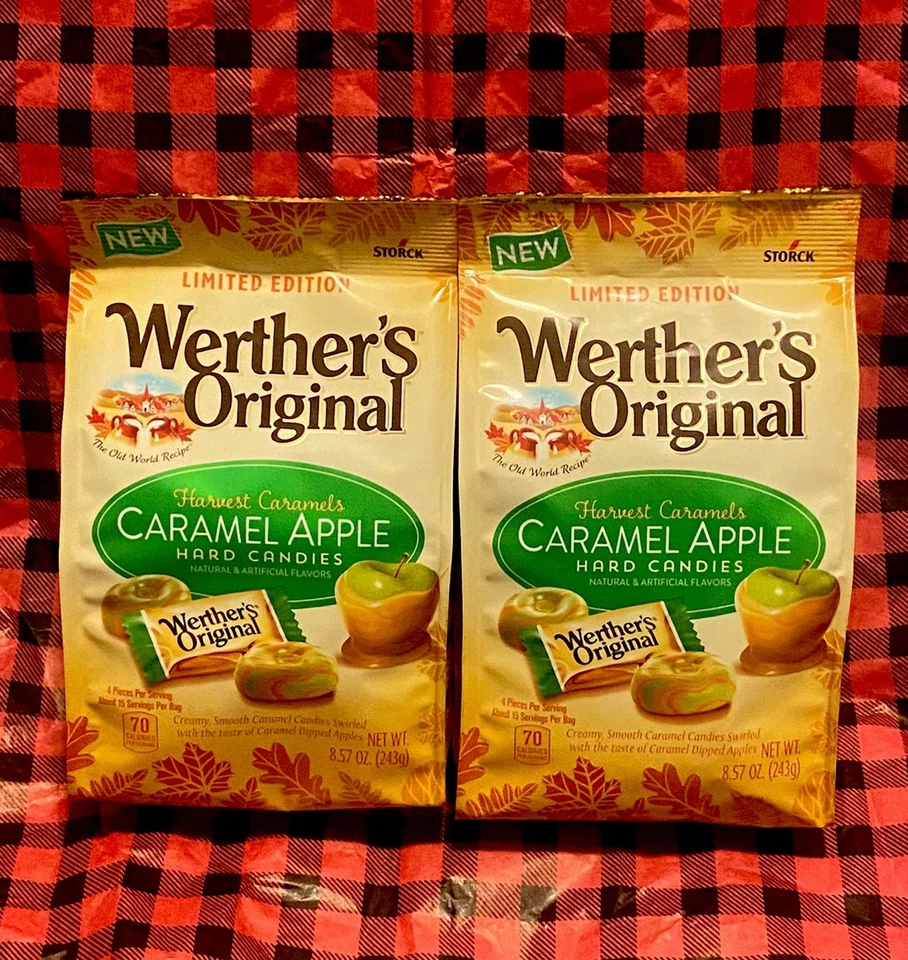 NEW
STORCK
LIMITED EDITION
Werther's
Original
The Old World Recipe
Harvest Caramels
CARAMEL APPLE
HARD CANDIES
NATURAL & ARTIFICIAL FLAVORS
Werther's
Original
4 Pieces Per Serving
About 15 Servings Per Bag
70
CALORIES
PER SERVING
Creamy, Smooth Caramel Candies Swirled
with the taste of Caramel Dipped Apples
NET WT.
8.57 OZ. (243g)
NEW
STORCK
LIMITED EDITION
Werther's
Original
The Old World Recipe
Harvest Caramels
CARAMEL APPLE
HARD CANDIES
NATURAL & ARTIFICIAL FLAVORS
Werther's
Original
4 Pieces Per Serving
About 15 Servings Per Bag
70
CALORIES
PER SERVING
Creamy, Smooth Caramel Candies Swirled
with the taste of Caramel Dipped Apples
NET WT.
8.57 OZ. (243g)